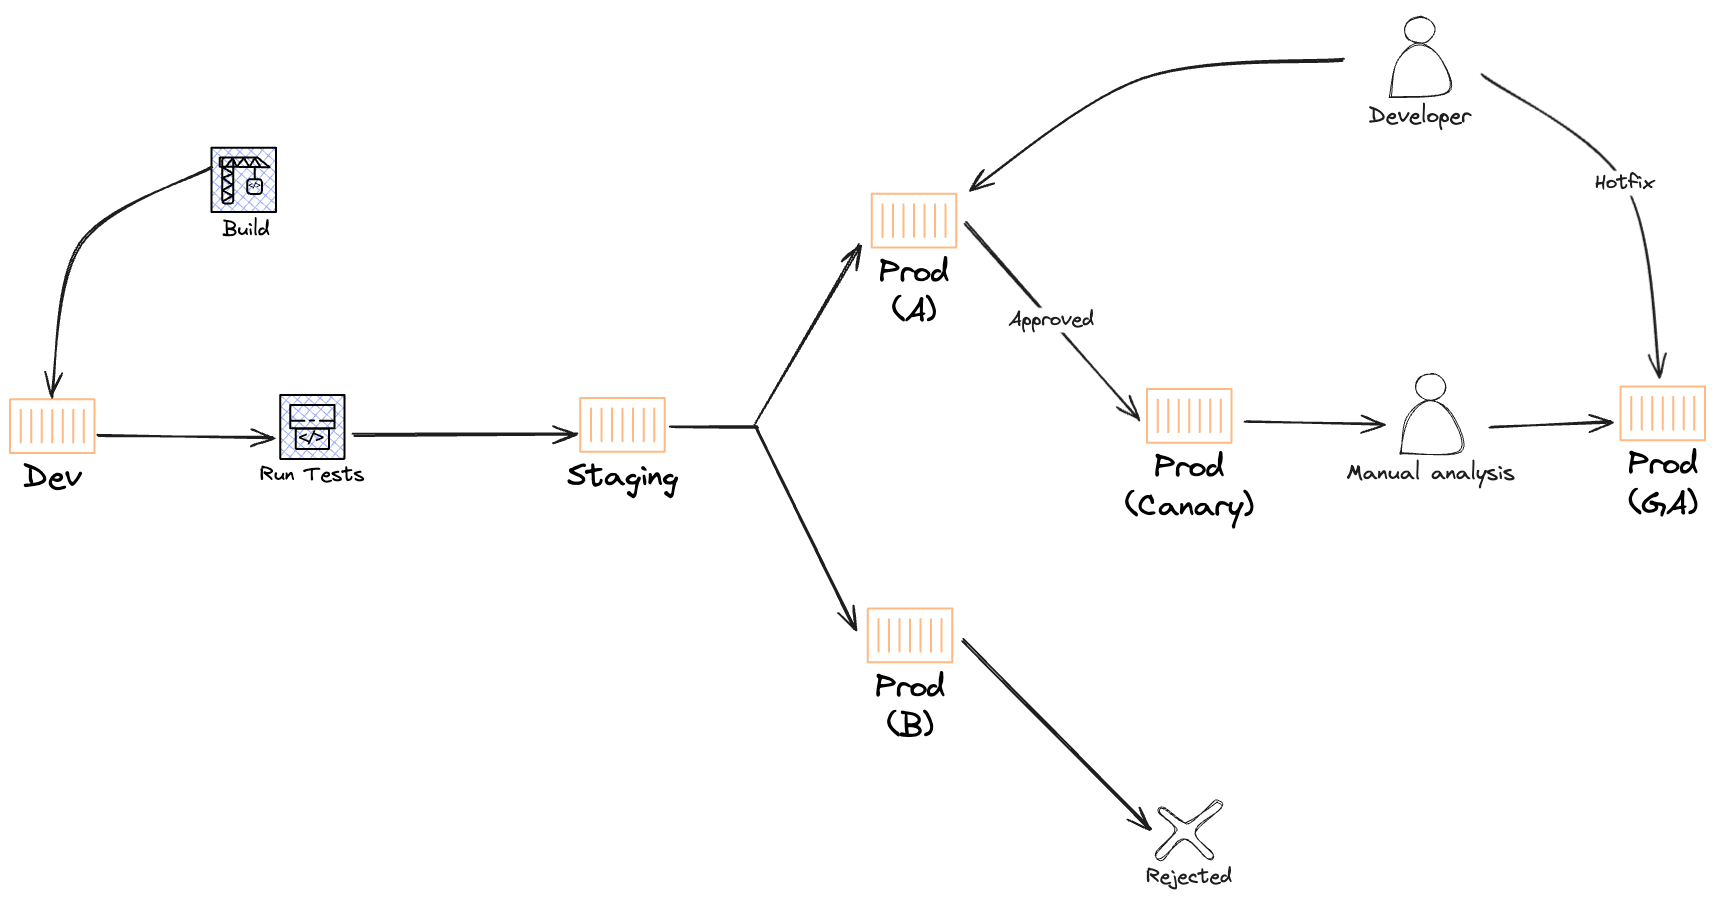 Developer
Hotfix
Build
Prod
(A)
Approved
Dev
Run Tests
</>
Staging
Prod
(Canary)
Manual analysis
Prod
(GA)
Prod
(B)
Rejected